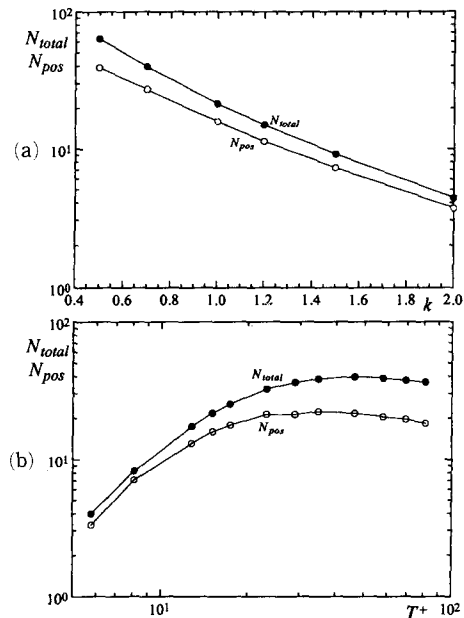 10²
N_total
N_pos
(a)
N_total
N_pos
10¹
10⁰
0.4 0.6 0.8 1.0 1.2 1.4 1.6 1.8 k 2.0
10²
N_total
N_pos
N_total
(b)
N_pos
10¹
10⁰
10¹ T⁺ 10²